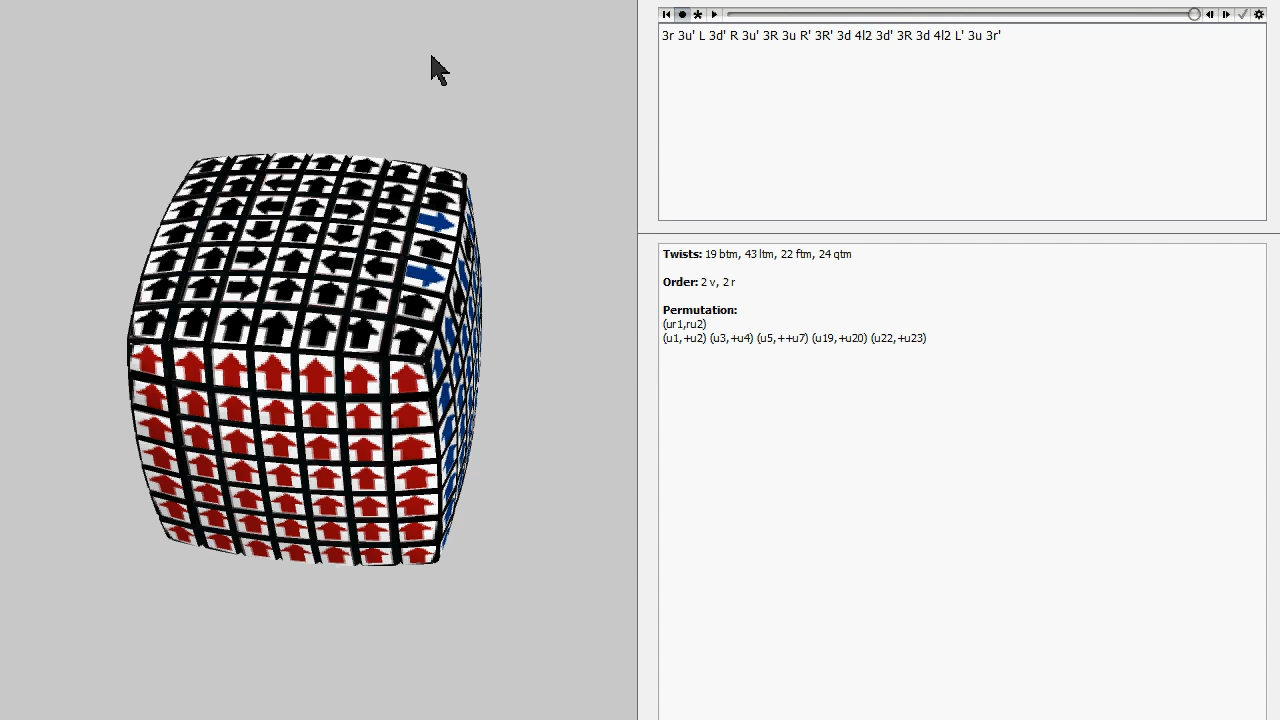 3r 3u' L 3d' R 3u' 3R 3u R' 3R' 3d 4l2 3d' 3R 3d 4l2 L' 3u 3r'
Twists: 19 btm, 43 ltm, 22 ftm, 24 qtm
Order: 2 v, 2 r
Permutation:
(ur1,ru2)
(u1,+u2) (u3,+u4) (u5,++u7) (u19,+u20) (u22,+u23)